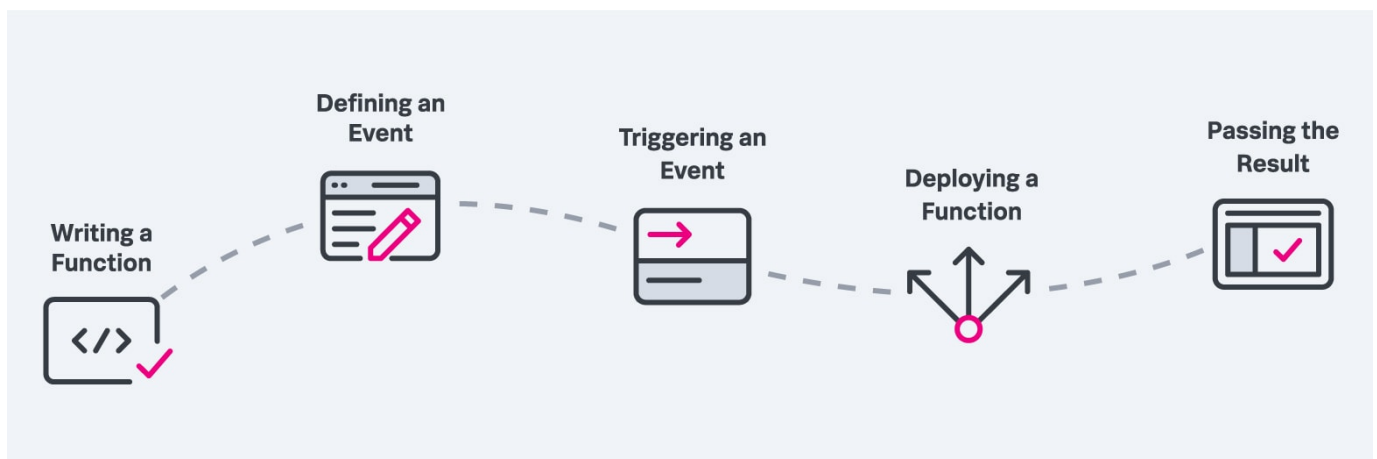 Writing a
Function
Defining an
Event
Triggering an
Event
Deploying a
Function
Passing the
Result